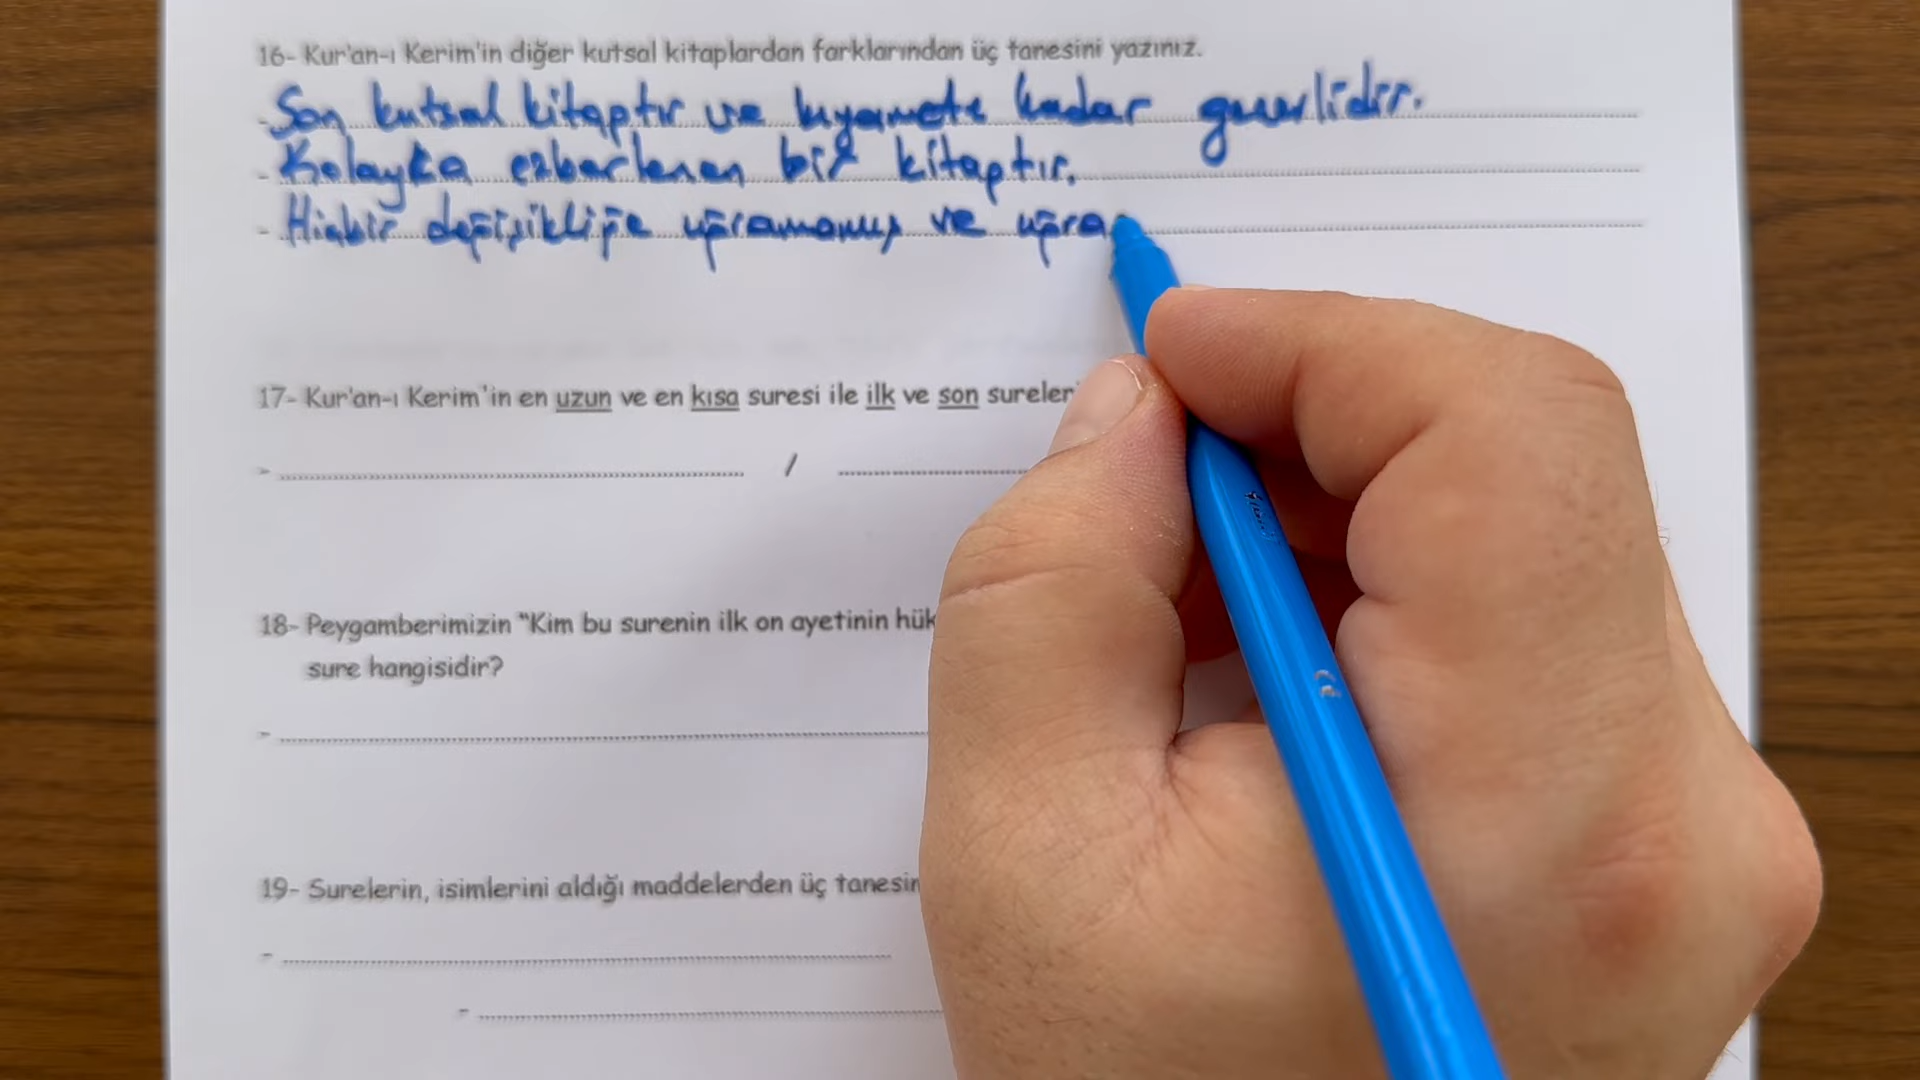 16- Kur'an-ı Kerim'in diğer kutsal kitaplardan farklarından üç tanesini yazınız.
- Son kutsal kitaptır ve kıyamete kadar geçerlidir.
- Kolayca ezberlenen bir kitaptır.
- Hiçbir değişikliğe uğramamış ve uğra
17- Kur'an-ı Kerim'in en uzun ve en kısa suresi ile ilk ve son sureler
- /
18- Peygamberimizin "Kim bu surenin ilk on ayetinin hük
sure hangisidir?
-
19- Surelerin, isimlerini aldığı maddelerden üç tanesin
-
-